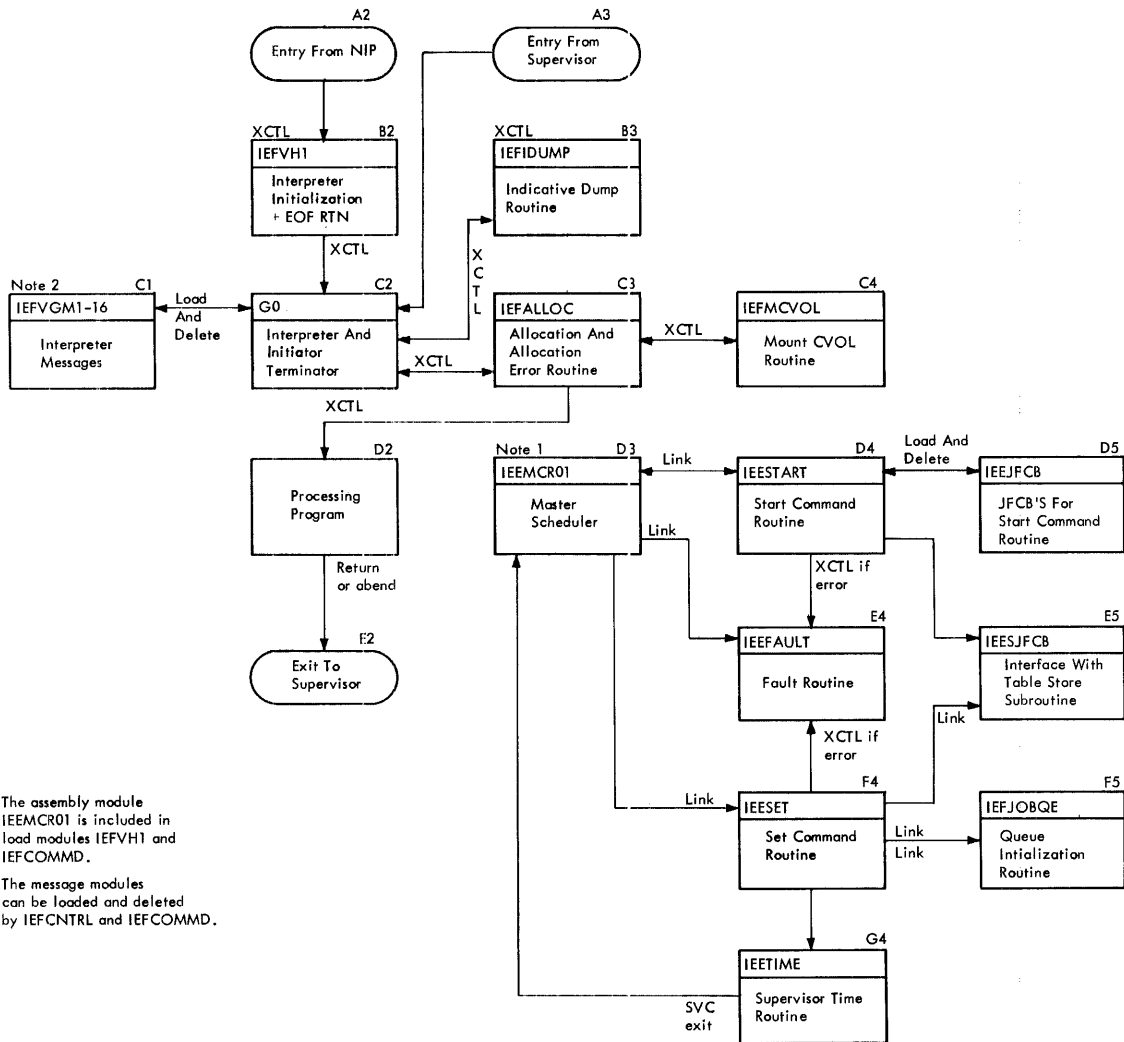 A2
Entry From NIP
A3
Entry From
Supervisor
XCTL
B2
IEFVH1
Interpreter
Initialization
+ EOF RTN
XCTL
B3
IEFIDUMP
Indicative Dump
Routine
XCTL
X
C
T
L
Note 2
C1
IEFVGM1-16
Interpreter
Messages
Load
And
Delete
C2
G0
Interpreter And
Initiator
Terminator
XCTL
C3
IEFALLOC
Allocation And
Allocation
Error Routine
XCTL
C4
IEFMCVOL
Mount CVOL
Routine
XCTL
D2
Processing
Program
Return
or abend
E2
Exit To
Supervisor
Note 1
D3
IEEMCR01
Master
Scheduler
Link
Link
D4
IEESTART
Start Command
Routine
Load And
Delete
D5
IEEJFCB
JFCB'S For
Start Command
Routine
XCTL if
error
E4
IEEFAULT
Fault Routine
E5
IEESJFCB
Interface With
Table Store
Subroutine
XCTL if
error
Link
Link
F4
IEESET
Set Command
Routine
Link
Link
F5
IEFJOBQE
Queue
Intialization
Routine
G4
IEETIME
Supervisor Time
Routine
SVC
exit
The assembly module
IEEMCR01 is included in
load modules IEFVH1 and
IEFCOMMD.
The message modules
can be loaded and deleted
by IEFCNTRL and IEFCOMMD.